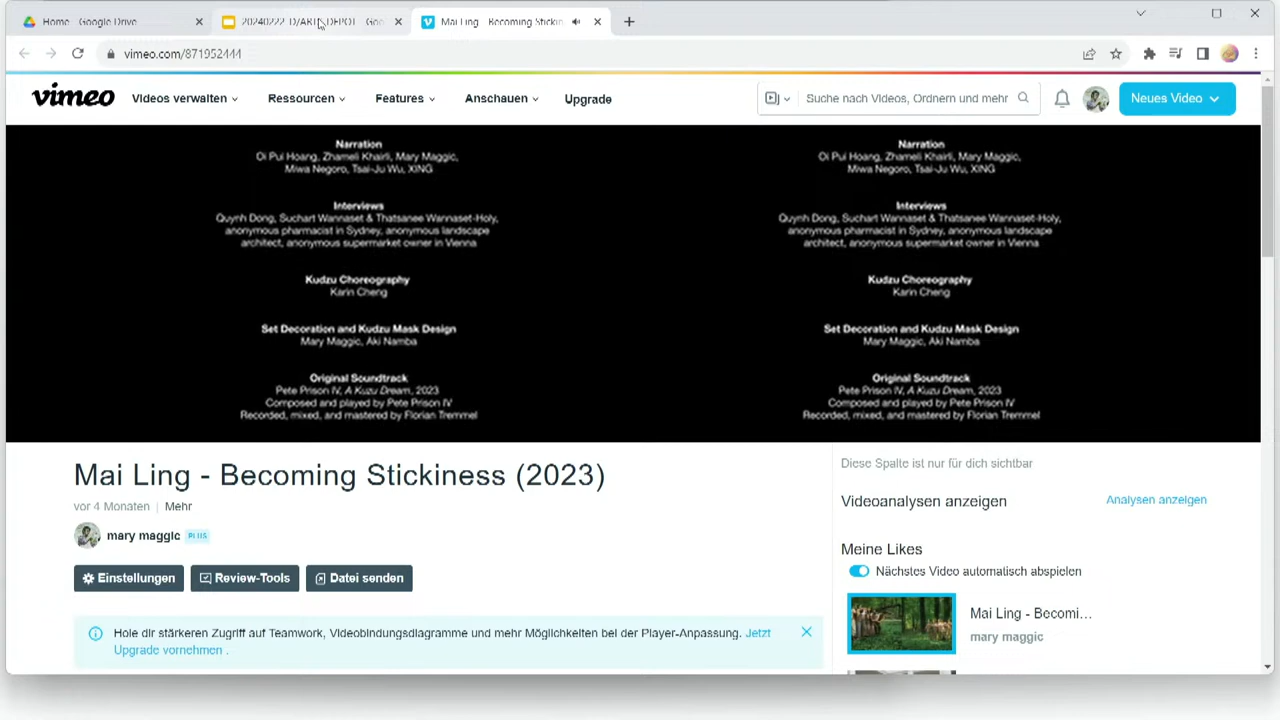 Home - Google Drive
20240222_D/ARTS DEPOT - Goo
Mai Ling - Becoming Stickin
vimeo.com/871952444
vimeo
Videos verwalten
Ressourcen
Features
Anschauen
Upgrade
Suche nach Videos, Ordnern und mehr
Neues Video
Narration
Oi Pui Hoang, Zhameli Khairli, Mary Maggic,
Miwa Negoro, Tsai-Ju Wu, XING
Interviews
Quynh Dong, Suchart Wannaset & Thatsanee Wannaset-Holy,
anonymous pharmacist in Sydney, anonymous landscape
architect, anonymous supermarket owner in Vienna
Kudzu Choreography
Karin Cheng
Set Decoration and Kudzu Mask Design
Mary Maggic, Aki Namba
Original Soundtrack
Pete Prison IV, A Kuzu Dream, 2023
Composed and played by Pete Prison IV
Recorded, mixed, and mastered by Florian Tremmel
Narration
Oi Pui Hoang, Zhameli Khairli, Mary Maggic,
Miwa Negoro, Tsai-Ju Wu, XING
Interviews
Quynh Dong, Suchart Wannaset & Thatsanee Wannaset-Holy,
anonymous pharmacist in Sydney, anonymous landscape
architect, anonymous supermarket owner in Vienna
Kudzu Choreography
Karin Cheng
Set Decoration and Kudzu Mask Design
Mary Maggic, Aki Namba
Original Soundtrack
Pete Prison IV, A Kuzu Dream, 2023
Composed and played by Pete Prison IV
Recorded, mixed, and mastered by Florian Tremmel
Mai Ling - Becoming Stickiness (2023)
vor 4 Monaten | Mehr
mary maggic PLUS
Einstellungen
Review-Tools
Datei senden
Hole dir stärkeren Zugriff auf Teamwork, Videobindungsdiagramme und mehr Möglichkeiten bei der Player-Anpassung. Jetzt
Upgrade vornehmen .
Diese Spalte ist nur für dich sichtbar
Videoanalysen anzeigen
Analysen anzeigen
Meine Likes
Nächstes Video automatisch abspielen
Mai Ling - Becomi…
mary maggic